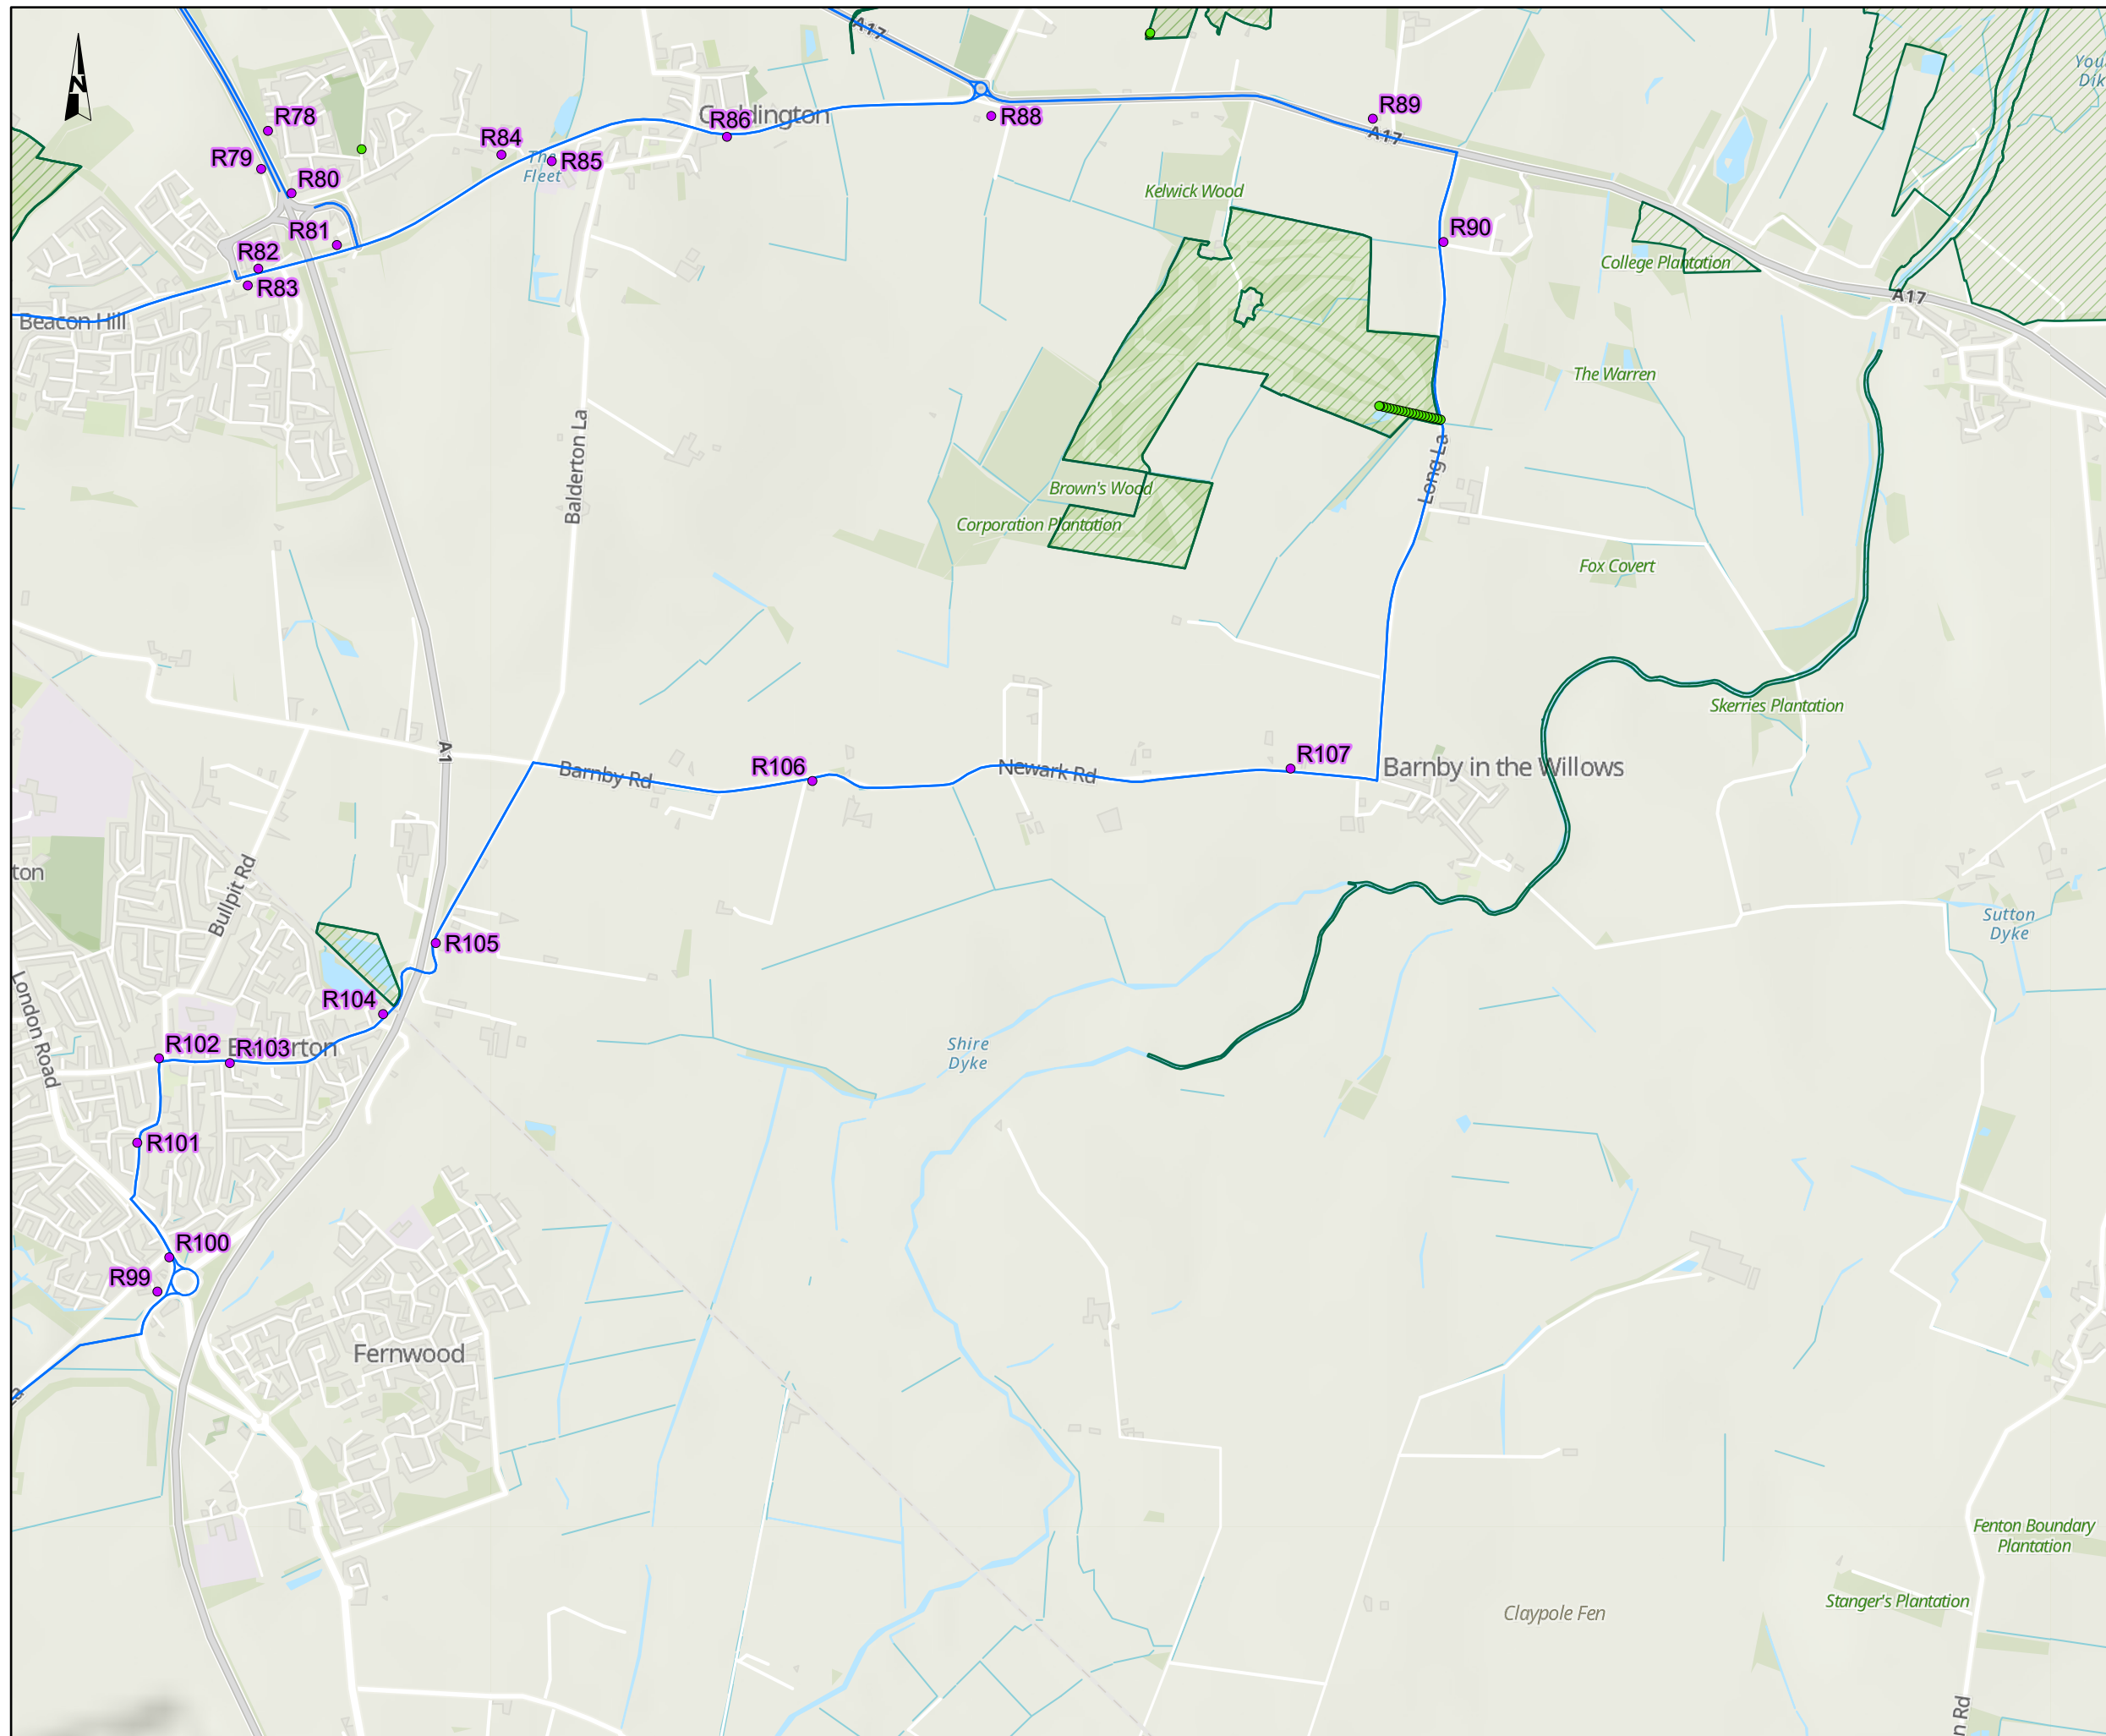 A17
N
R78
Coddington
R86
R88
R89
A17
R84
The
Fleet
R85
R79
R80
Kelwick Wood
R81
R90
R82
College Plantation
R83
A17
Beacon Hill
The Warren
Balderton La
Long La
Brown's Wood
Corporation Plantation
Fox Covert
Skerries Plantation
A1
Barnby Rd
R106
Newark Rd
R107
Barnby in the Willows
ton
Bullpit Rd
Sutton
Dyke
R105
London Road
R104
R102
R103
Shire
Dyke
R101
R100
R99
Fernwood
Fenton Boundary
Plantation
Stanger's Plantation
Claypole Fen
n Rd